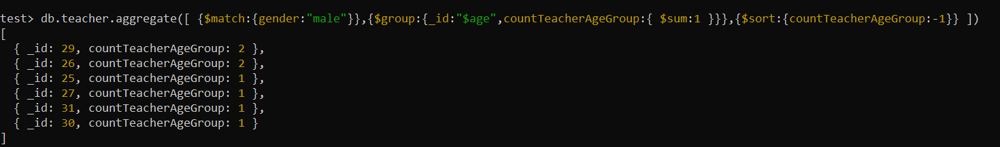 test> db.teacher.aggregate([ {$match:{gender:"male"}},{$group:{_id:"$age",countTeacherAgeGroup:{ $sum:1 }}},{$sort:{countTeacherAgeGroup:-1}} ])
[
  { _id: 29, countTeacherAgeGroup: 2 },
  { _id: 26, countTeacherAgeGroup: 2 },
  { _id: 25, countTeacherAgeGroup: 1 },
  { _id: 27, countTeacherAgeGroup: 1 },
  { _id: 31, countTeacherAgeGroup: 1 },
  { _id: 30, countTeacherAgeGroup: 1 }
]